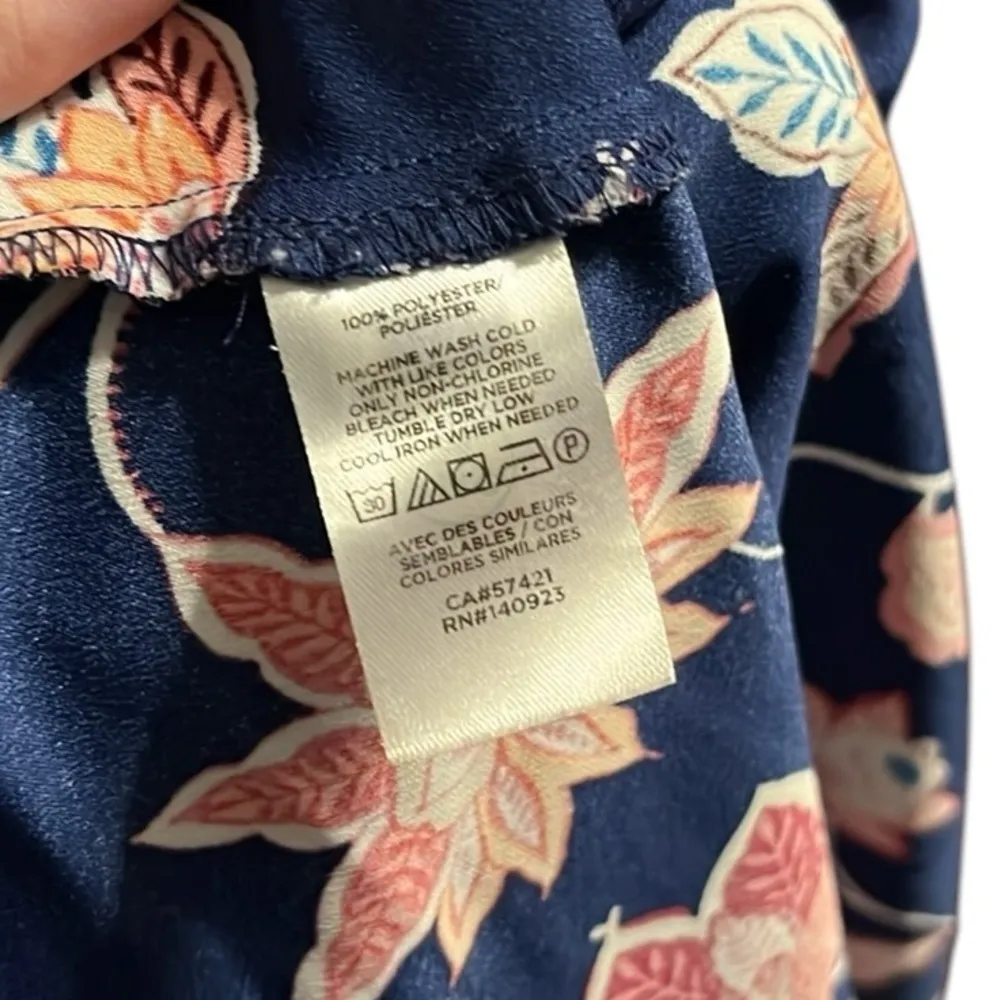 100% POLYESTER/
POLIÉSTER
MACHINE WASH COLD
WITH LIKE COLORS
ONLY NON-CHLORINE
BLEACH WHEN NEEDED
TUMBLE DRY LOW
COOL IRON WHEN NEEDED
30 P
AVEC DES COULEURS
SEMBLABLES / CON
COLORES SIMILARES
CA#57421
RN#140923